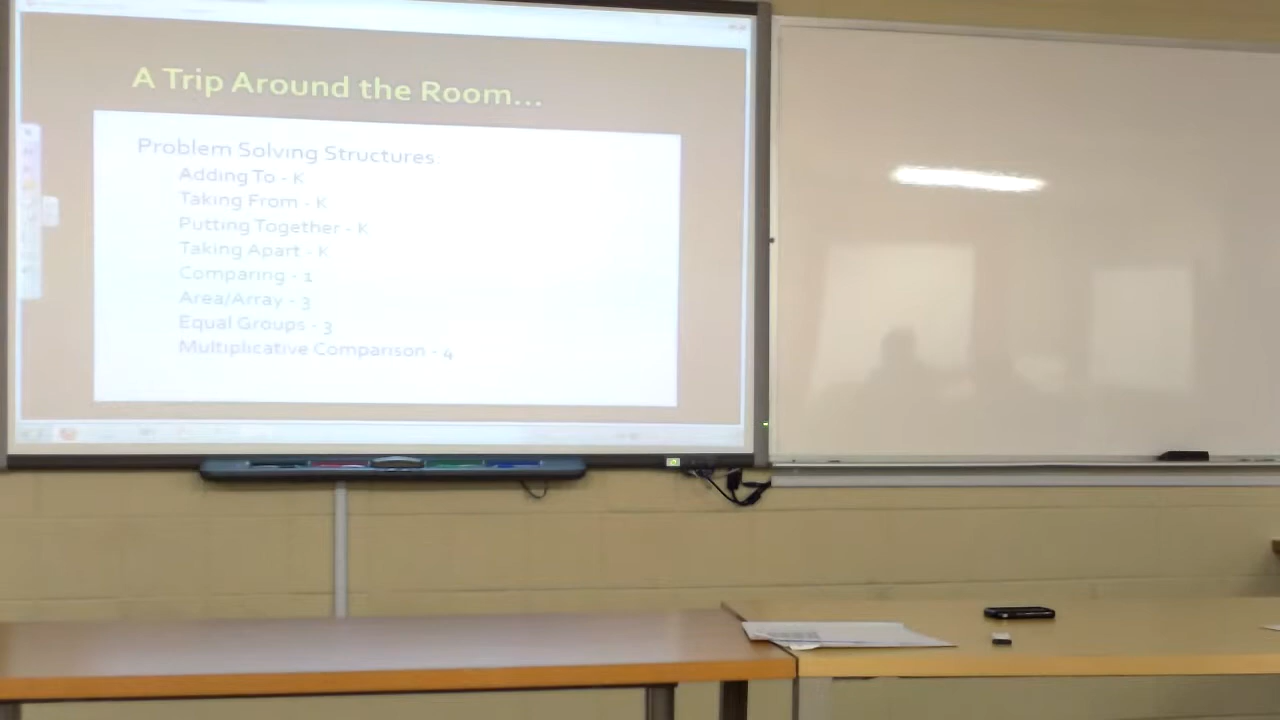 A Trip Around the Room...
Problem Solving Structures
Adding To - K
Taking From - K
Putting Together - K
Taking Apart - K
Comparing - 1
Area/Array - 3
Equal Groups - 3
Multiplicative Comparison - 4